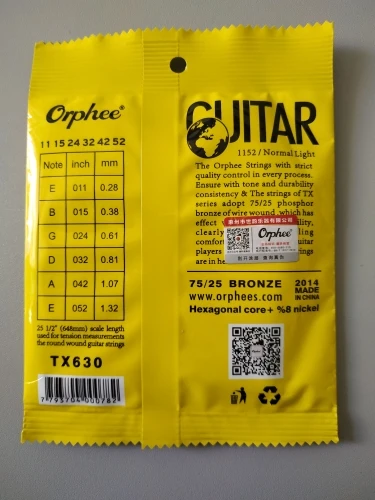 Orphee®
11 15 24 32 42 52
Note inch mm
E 011 0.28
B 015 0.38
G 024 0.61
D 032 0.81
A 042 1.07
E 052 1.32
25 1/2" (648mm) scale length
used for tension measurements
the round wound guitar strings
TX630
GUITAR
1152 / Normal Light
The Orphee Strings with strict
quality control in every process.
Ensure with tone and durability
consistency & The strings of TX
series adopt 75/25 phosphor
bronze of wire wound, which has
effect
clearly
comfor
players
are in he
Orphee
75/25 BRONZE
www.orphees.com
2014
MADE
IN CHINA
Hexagonal core+ %8 nickel